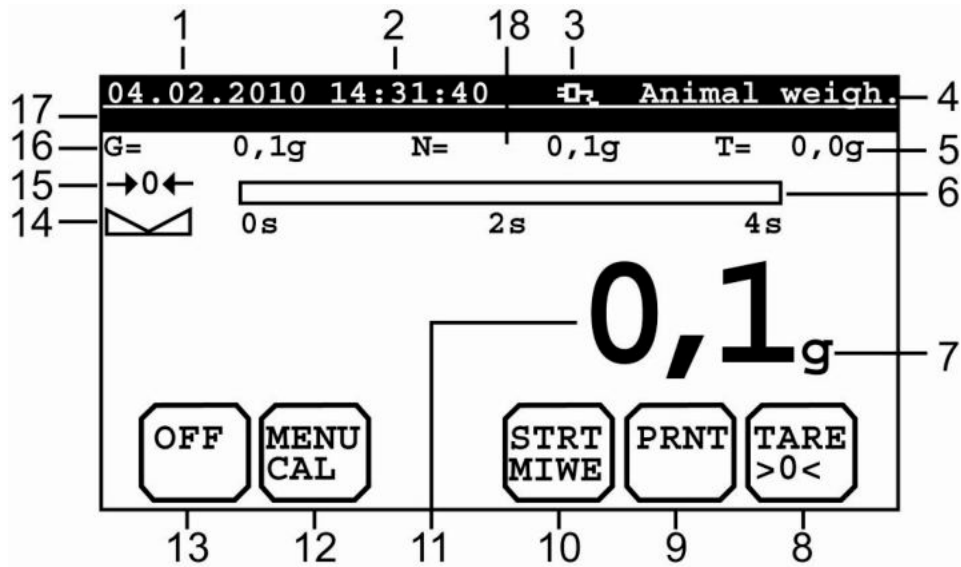 1 2 18 3
04.02.2010 14:31:40 Animal weigh. 4
17
16 G= 0,1g N= 0,1g T= 0,0g 5
15 →0← 6
14 0s 2s 4s
0,1g 7
OFF MENU STRT PRNT TARE
CAL MIWE >0<
13 12 11 10 9 8